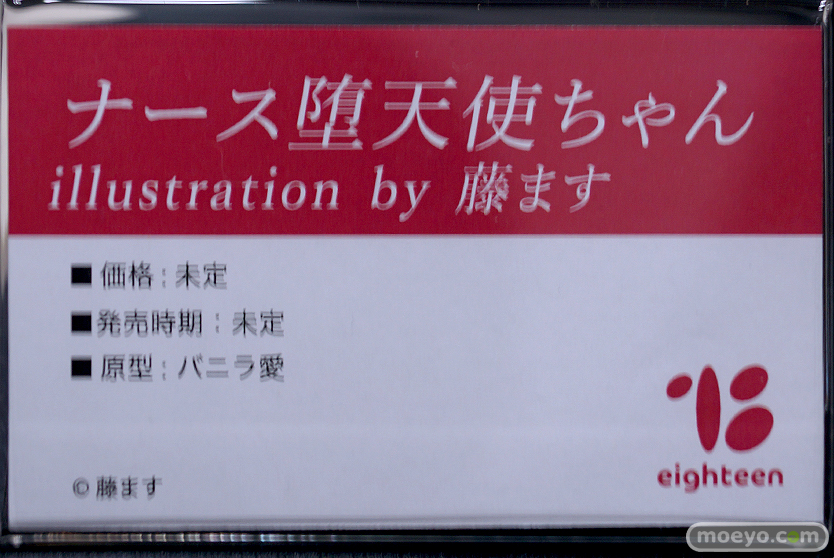 ナース堕天使ちゃん
illustration by 藤ます
■ 価格：未定
■ 発売時期：未定
■ 原型：バニラ愛
© 藤ます
eighteen
moeyo.com